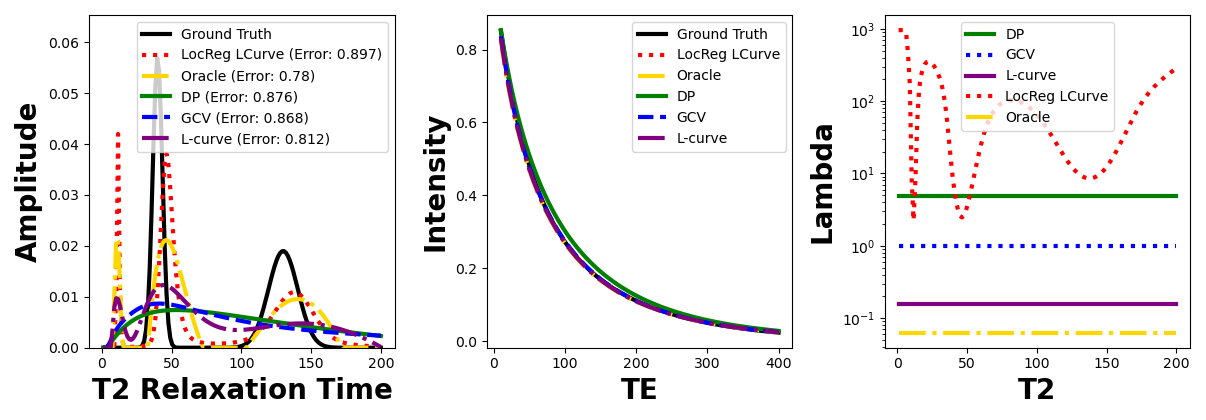 Amplitude
0.06
0.05
0.04
0.03
0.02
0.01
0.00
Ground Truth
LocReg LCurve (Error: 0.897)
Oracle (Error: 0.78)
DP (Error: 0.876)
GCV (Error: 0.868)
L-curve (Error: 0.812)
0 50 100 150 200
T2 Relaxation Time
Intensity
0.8
0.6
0.4
0.2
0.0
Ground Truth
LocReg LCurve
Oracle
DP
GCV
L-curve
0 100 200 300 400
TE
Lambda
10³
10²
10¹
10⁰
10⁻¹
DP
GCV
L-curve
LocReg LCurve
Oracle
0 50 100 150 200
T2